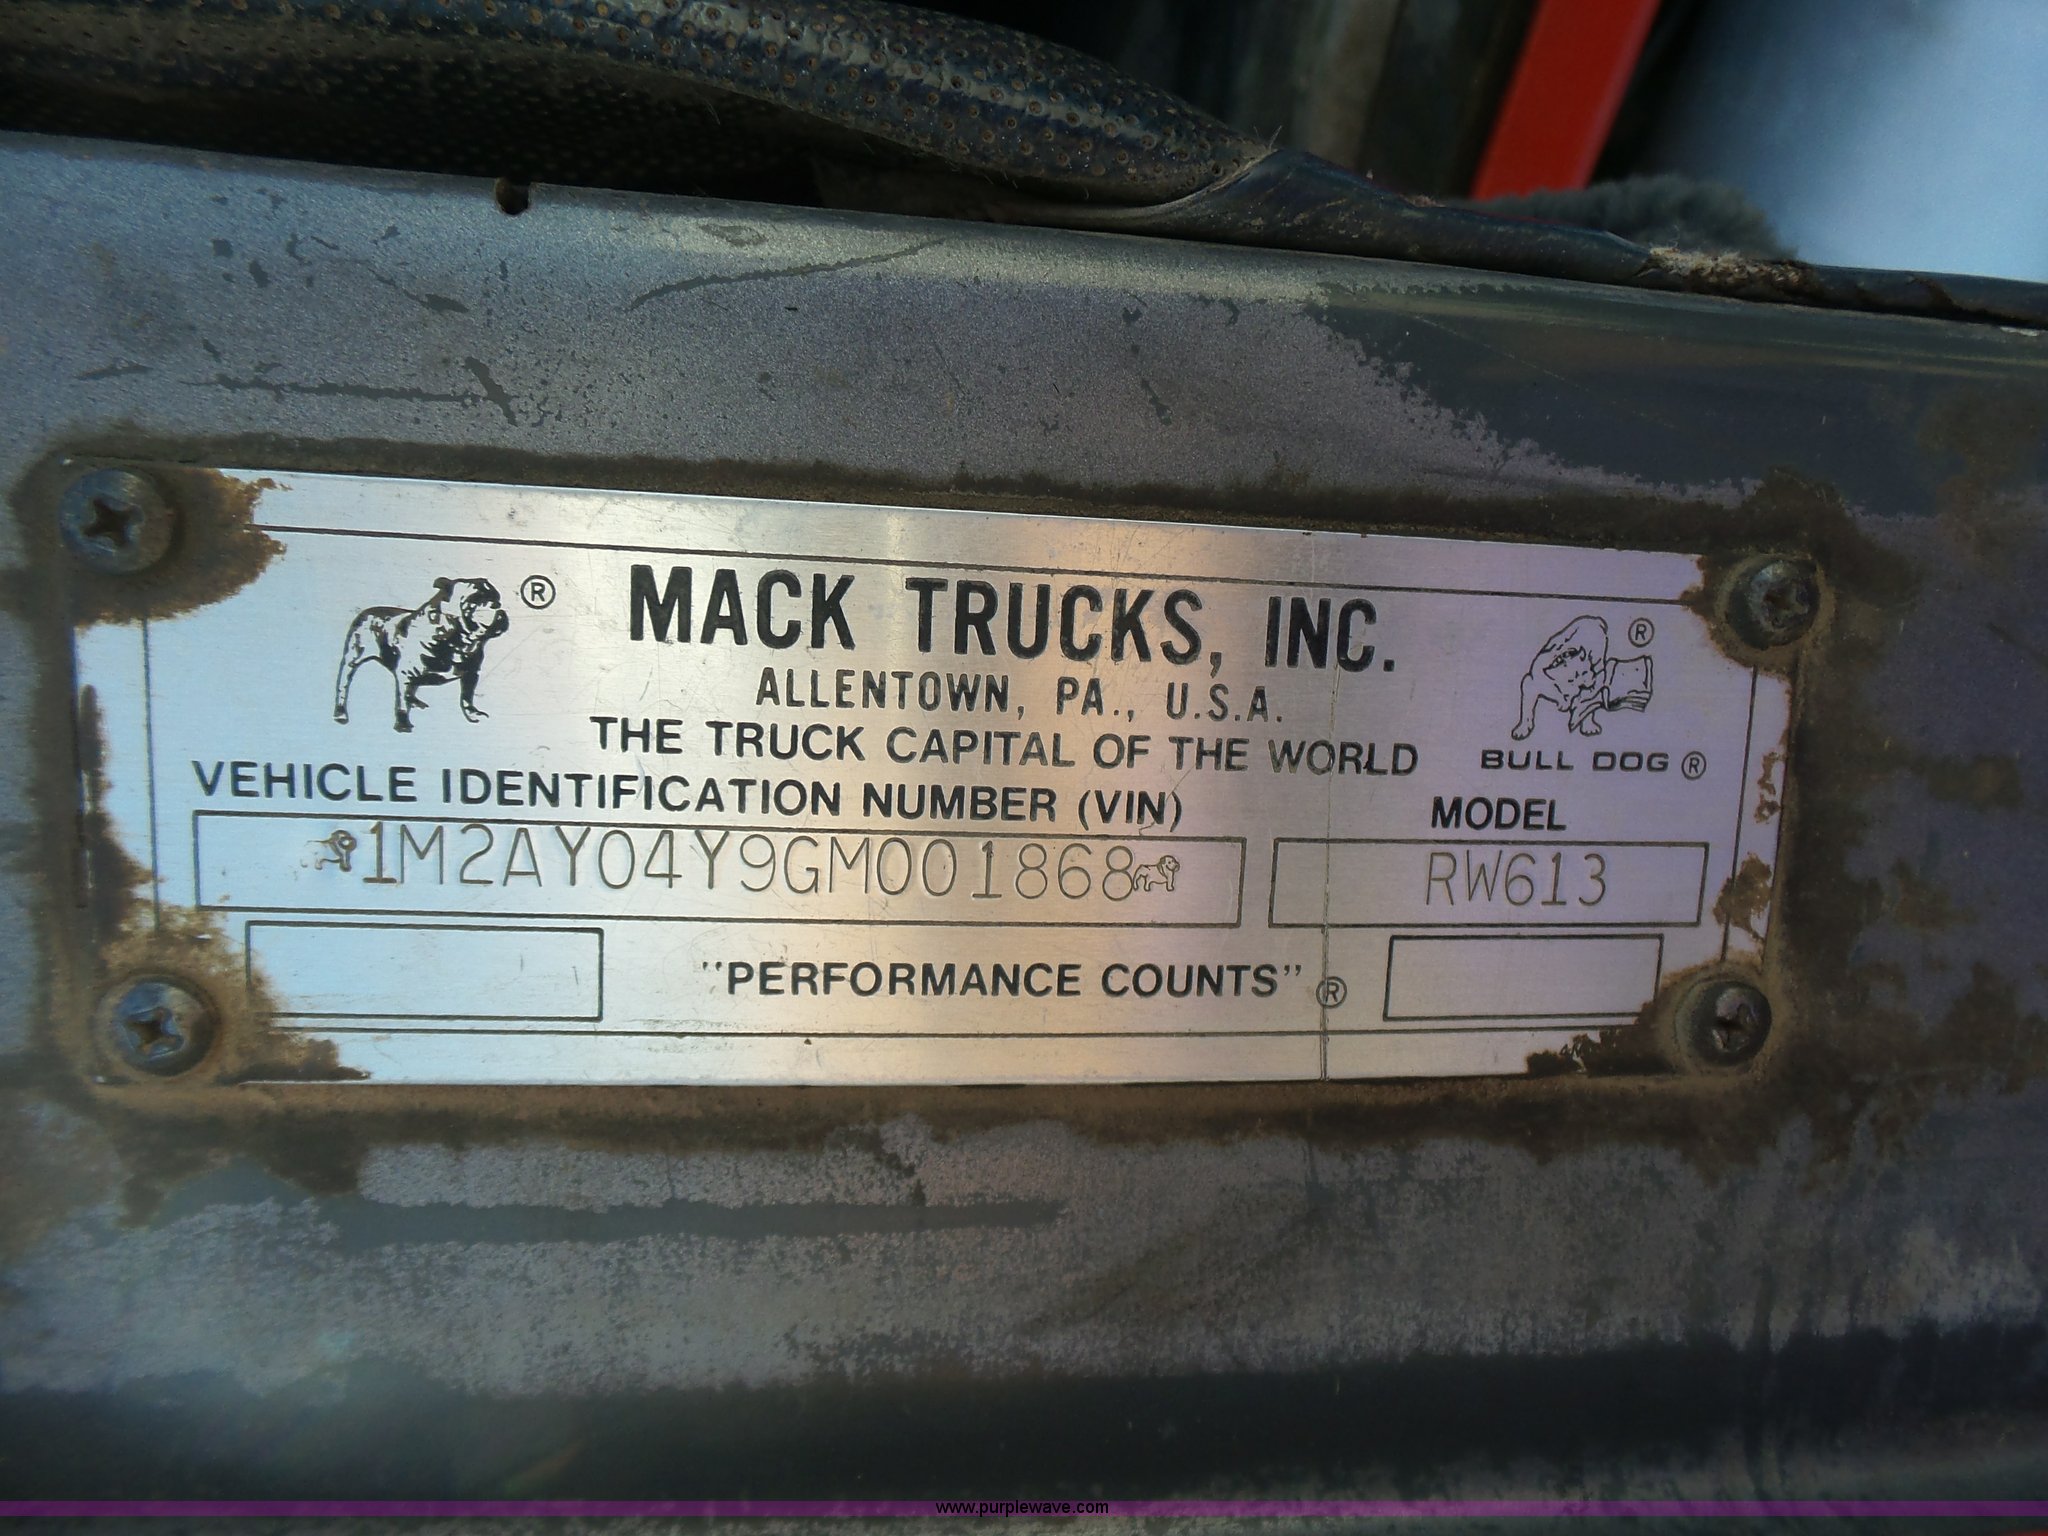 ®
MACK TRUCKS, INC.
ALLENTOWN, PA., U.S.A.
THE TRUCK CAPITAL OF THE WORLD
®
BULL DOG ®
VEHICLE IDENTIFICATION NUMBER (VIN)
MODEL
1M2AY04Y9GM001868
RW613
"PERFORMANCE COUNTS" ®
www.purplewave.com